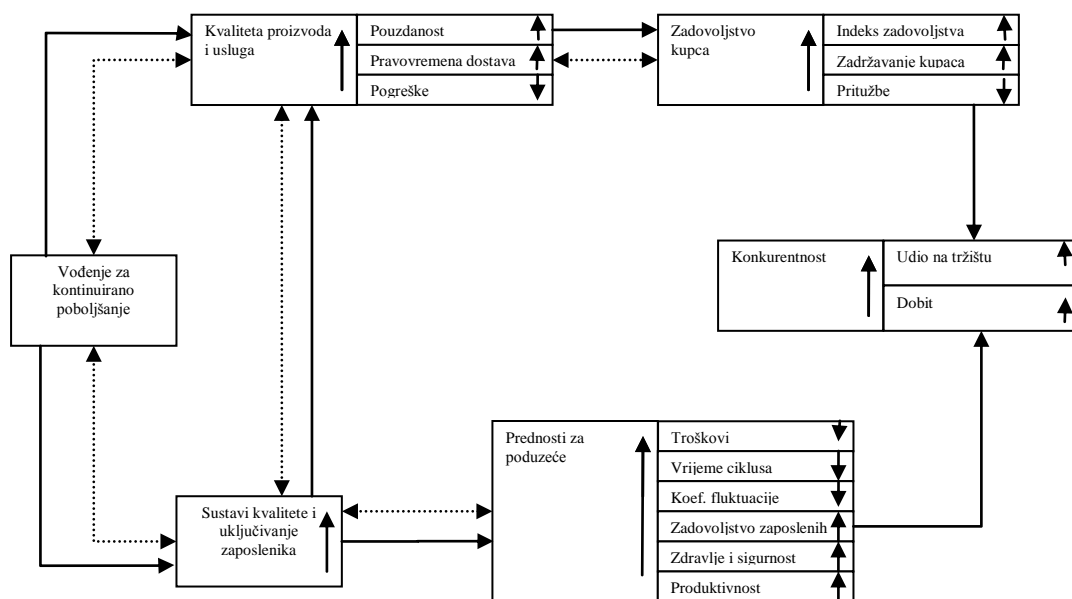 Kvaliteta proizvoda
i usluga
Pouzdanost
Pravovremena dostava
Pogreške
Zadovoljstvo
kupca
Indeks zadovoljstva
Zadržavanje kupaca
Pritužbe
Vođenje za
kontinuirano
poboljšanje
Konkurentnost
Udio na tržištu
Dobit
Sustavi kvalitete i
uključivanje
zaposlenika
Prednosti za
poduzeće
Troškovi
Vrijeme ciklusa
Koef. fluktuacije
Zadovoljstvo zaposlenih
Zdravlje i sigurnost
Produktivnost